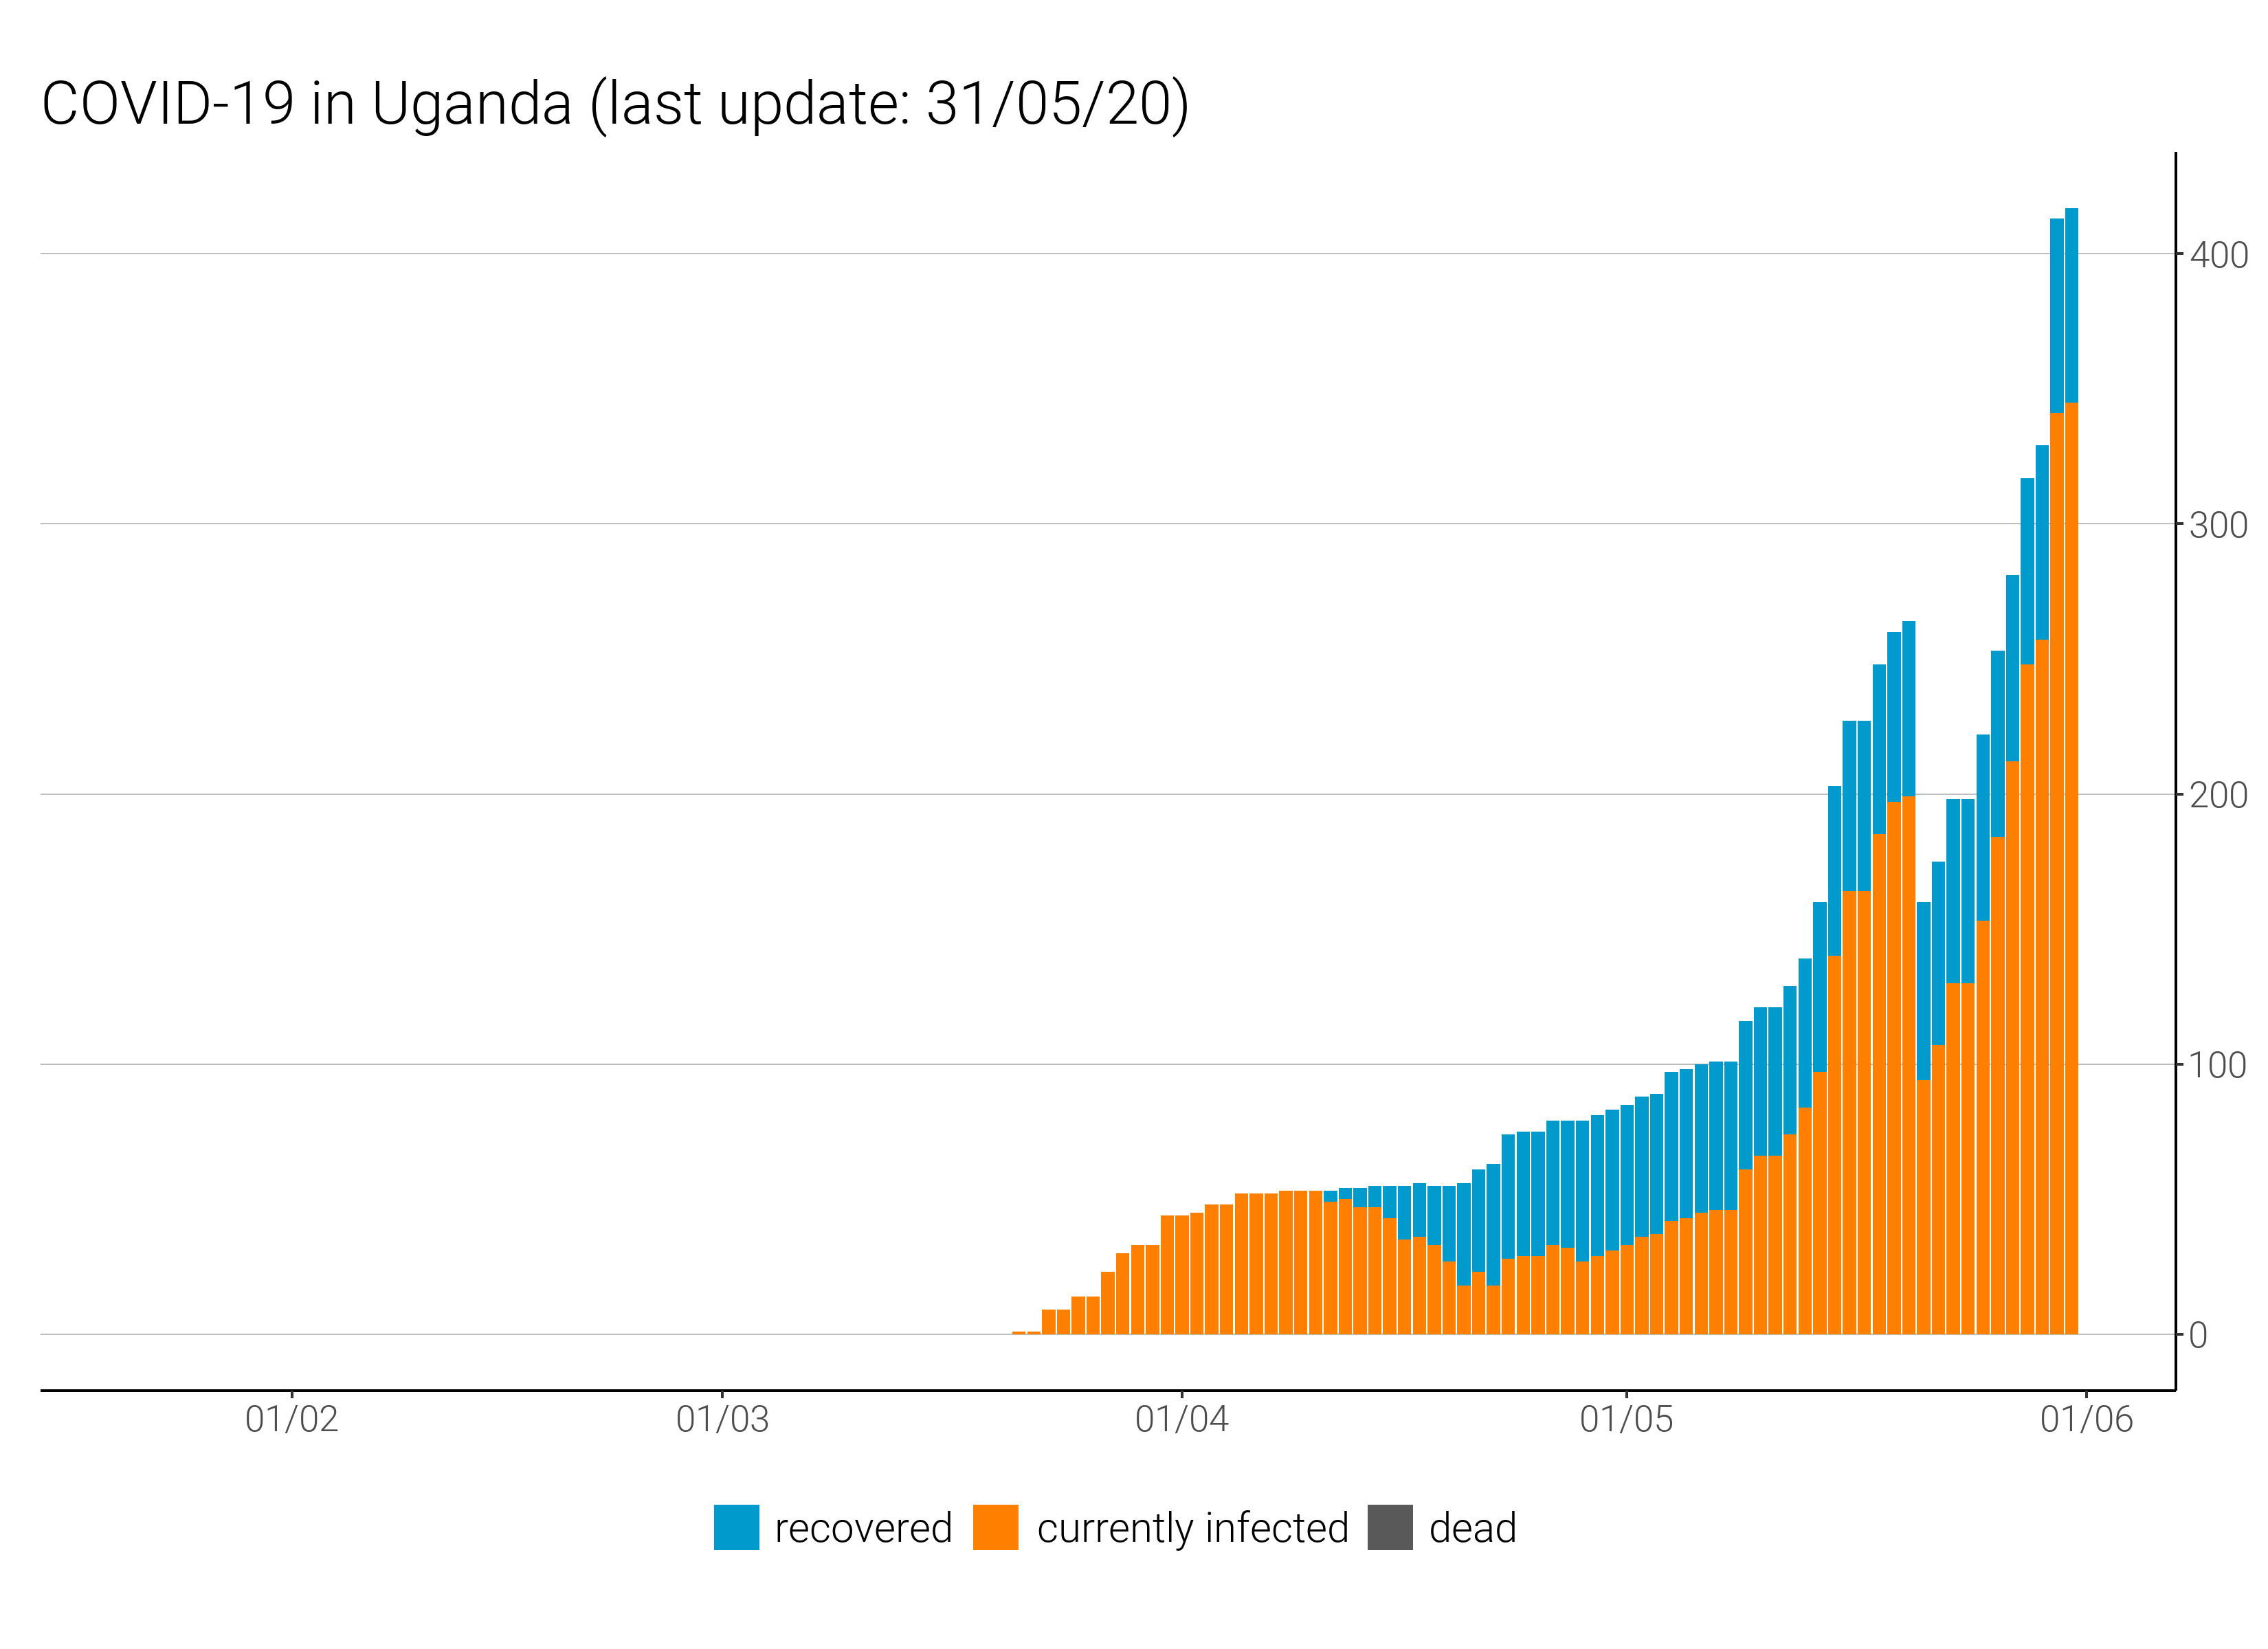 COVID-19 in Uganda (last update: 31/05/20)
400
300
200
100
0
01/02 01/03 01/04 01/05 01/06
recovered currently infected dead